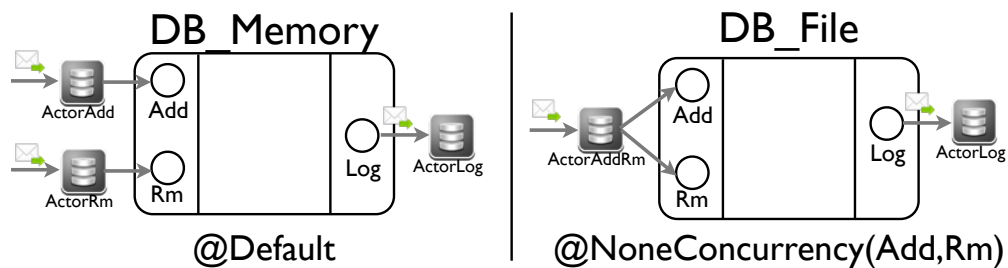 DB_Memory
ActorAdd
Add
Log
ActorLog
ActorRm
Rm
@Default
DB_File
Add
ActorAddRm
Log
ActorLog
Rm
@NoneConcurrency(Add,Rm)